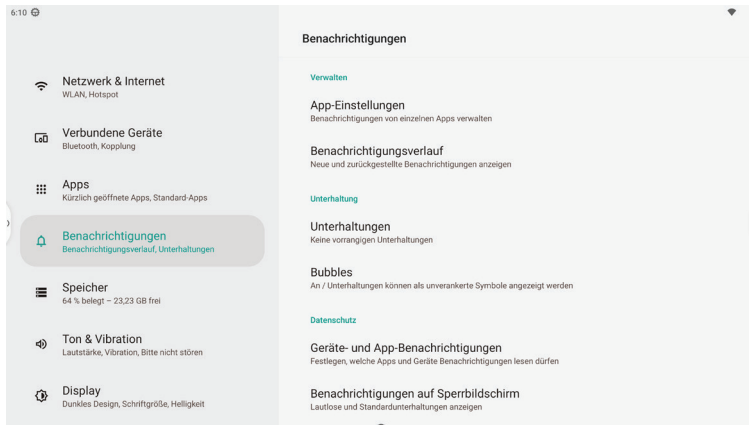 6:10
Netzwerk & Internet
WLAN, Hotspot
Verbundene Geräte
Bluetooth, Kopplung
Apps
Kürzlich geöffnete Apps, Standard-Apps
Benachrichtigungen
Benachrichtigungsverlauf, Unterhaltungen
Speicher
64 % belegt – 23,23 GB frei
Ton & Vibration
Lautstärke, Vibration, Bitte nicht stören
Display
Dunkles Design, Schriftgröße, Helligkeit
Benachrichtigungen
Verwalten
App-Einstellungen
Benachrichtigungen von einzelnen Apps verwalten
Benachrichtigungsverlauf
Neue und zurückgestellte Benachrichtigungen anzeigen
Unterhaltung
Unterhaltungen
Keine vorrangigen Unterhaltungen
Bubbles
An / Unterhaltungen können als unverankerte Symbole angezeigt werden
Datenschutz
Geräte- und App-Benachrichtigungen
Festlegen, welche Apps und Geräte Benachrichtigungen lesen dürfen
Benachrichtigungen auf Sperrbildschirm
Lautlose und Standardunterhaltungen anzeigen